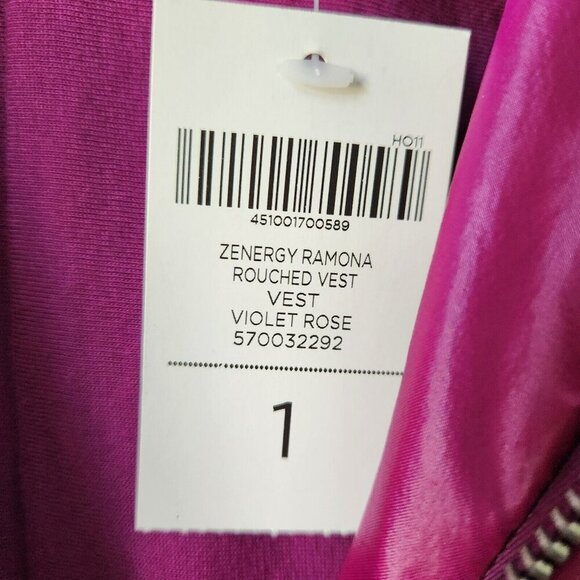 HO11
451001700589
ZENERGY RAMONA
ROUCHED VEST
VEST
VIOLET ROSE
570032292
1